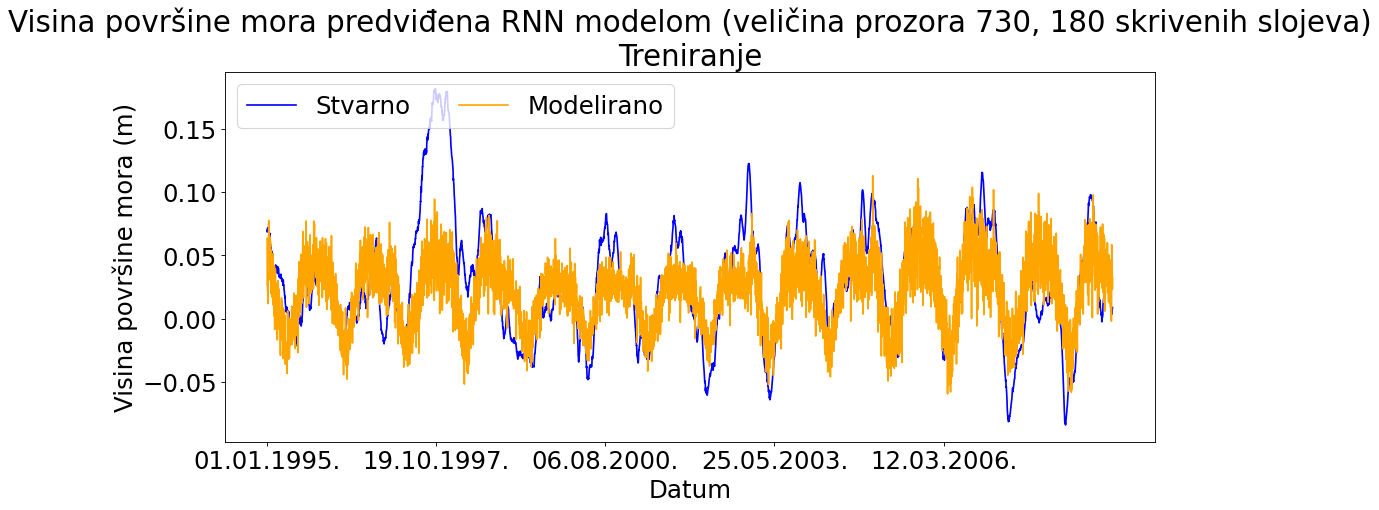 Visina površine mora predviđena RNN modelom (veličina prozora 730, 180 skrivenih slojeva)
Treniranje
Stvarno
Modelirano
Visina površine mora (m)
0.15
0.10
0.05
0.00
−0.05
01.01.1995.
19.10.1997.
06.08.2000.
25.05.2003.
12.03.2006.
Datum